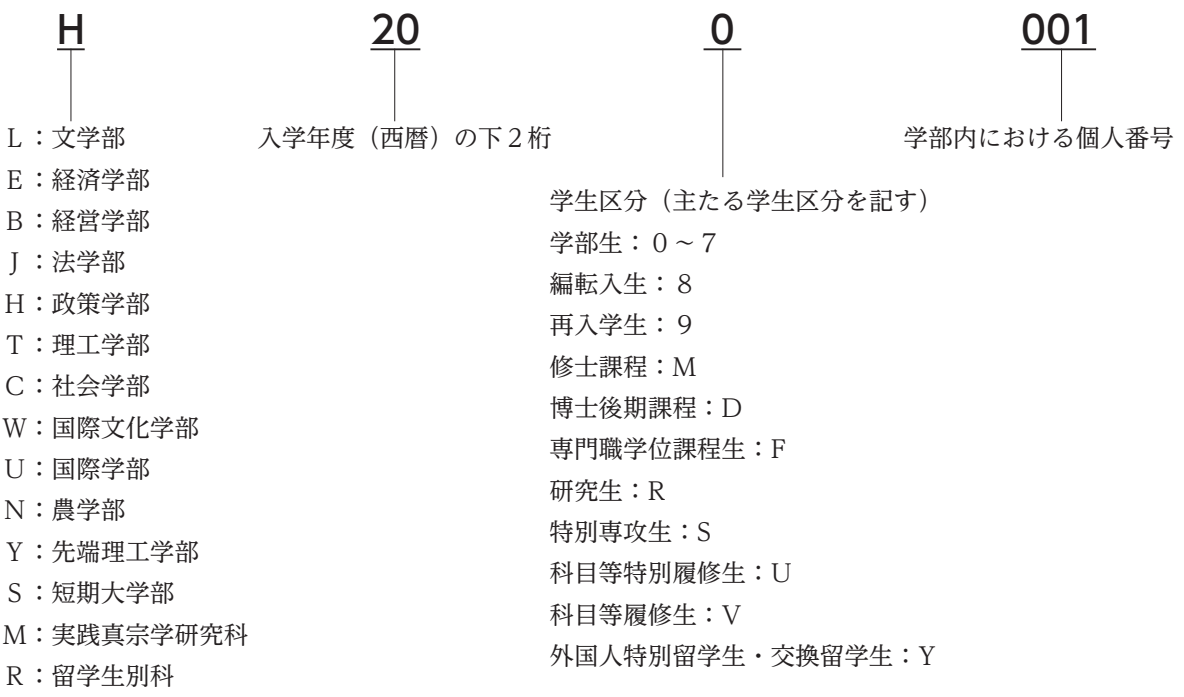 H 20 0 001
L：文学部
E：経済学部
B：経営学部
J：法学部
H：政策学部
T：理工学部
C：社会学部
W：国際文化学部
U：国際学部
N：農学部
Y：先端理工学部
S：短期大学部
M：実践真宗学研究科
R：留学生別科
入学年度（西暦）の下２桁
学生区分（主たる学生区分を記す）
学部生：０～７
編転入生：８
再入学生：９
修士課程：M
博士後期課程：D
専門職学位課程生：F
研究生：R
特別専攻生：S
科目等特別履修生：U
科目等履修生：V
外国人特別留学生・交換留学生：Y
学部内における個人番号